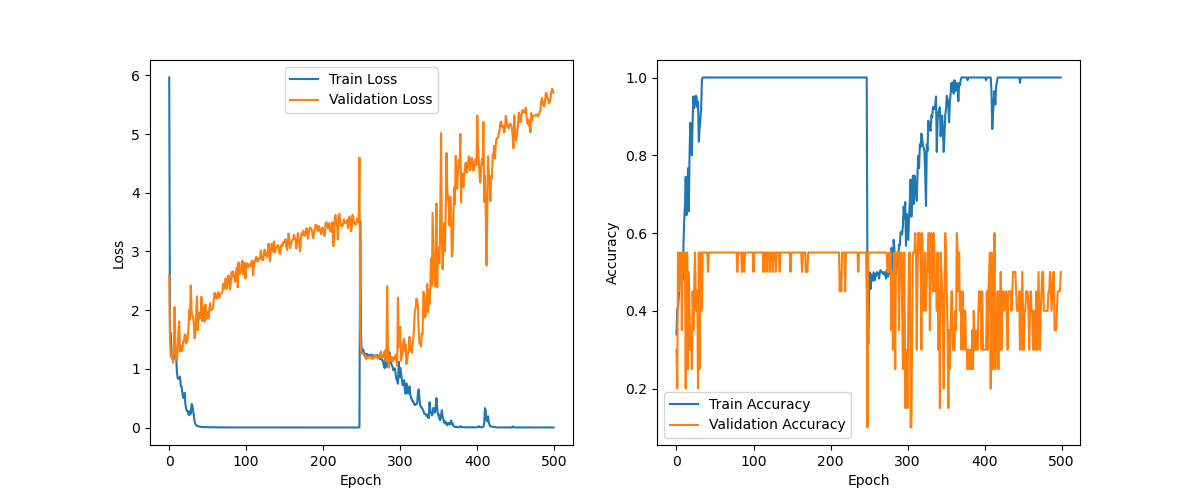 Train Loss
Validation Loss
6
5
4
3
2
1
0
Loss
0 100 200 300 400 500
Epoch
1.0
0.8
0.6
0.4
0.2
Accuracy
Train Accuracy
Validation Accuracy
0 100 200 300 400 500
Epoch